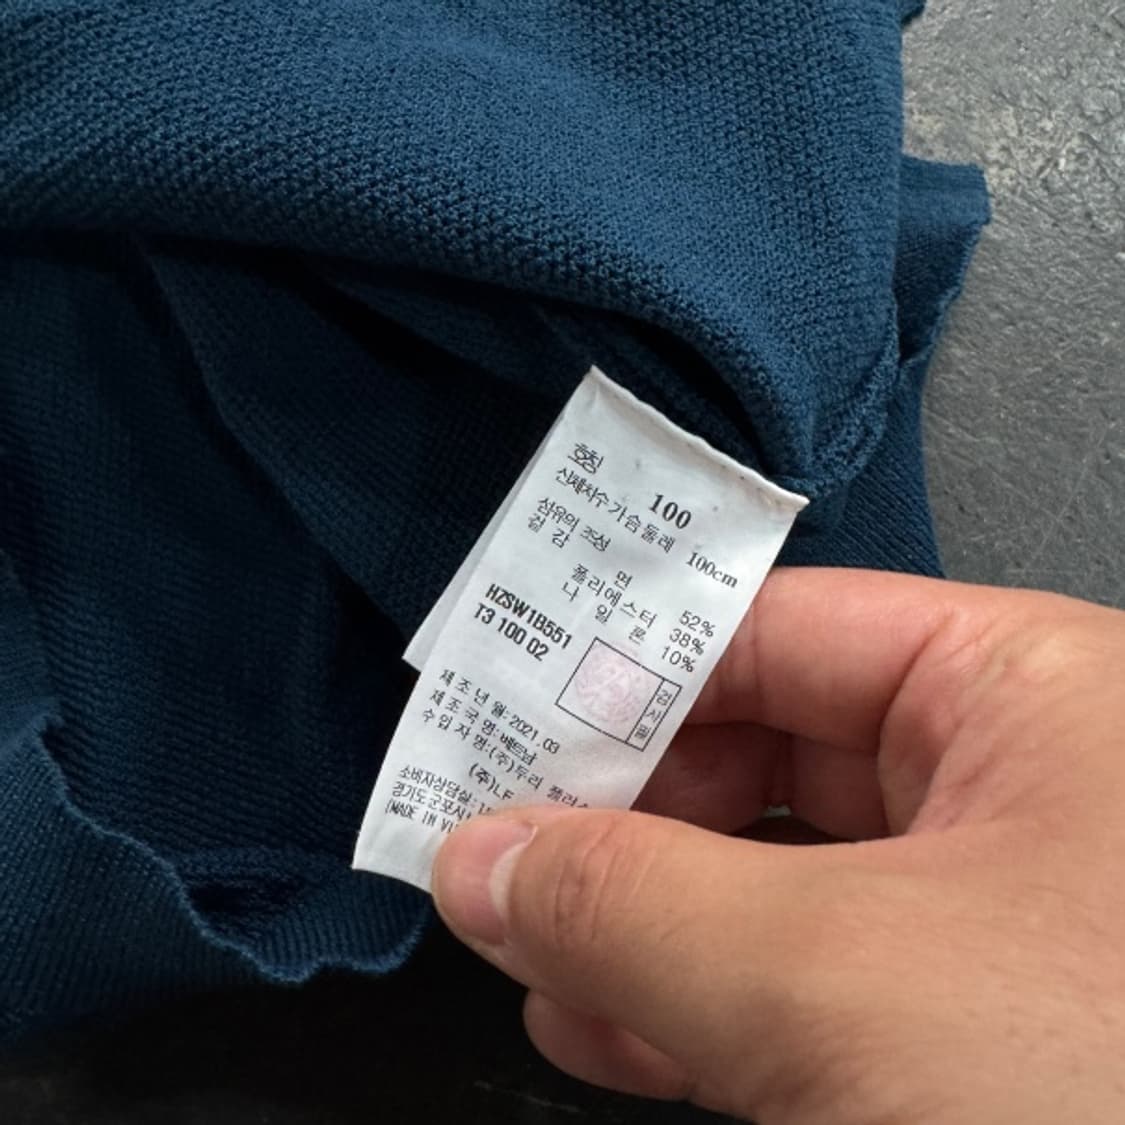 호칭 100
신체치수 가슴둘레 100cm
섬유의 조성
겉감
면 52%
폴리에스터 38%
나일론 10%
HZSW1B551
T3 100 02
검사필
제조년월: 2021.03
제조국명: 베트남
수입자명: (주)두리
(주)LF
소비자상담실:
경기도군포시
(MADE IN